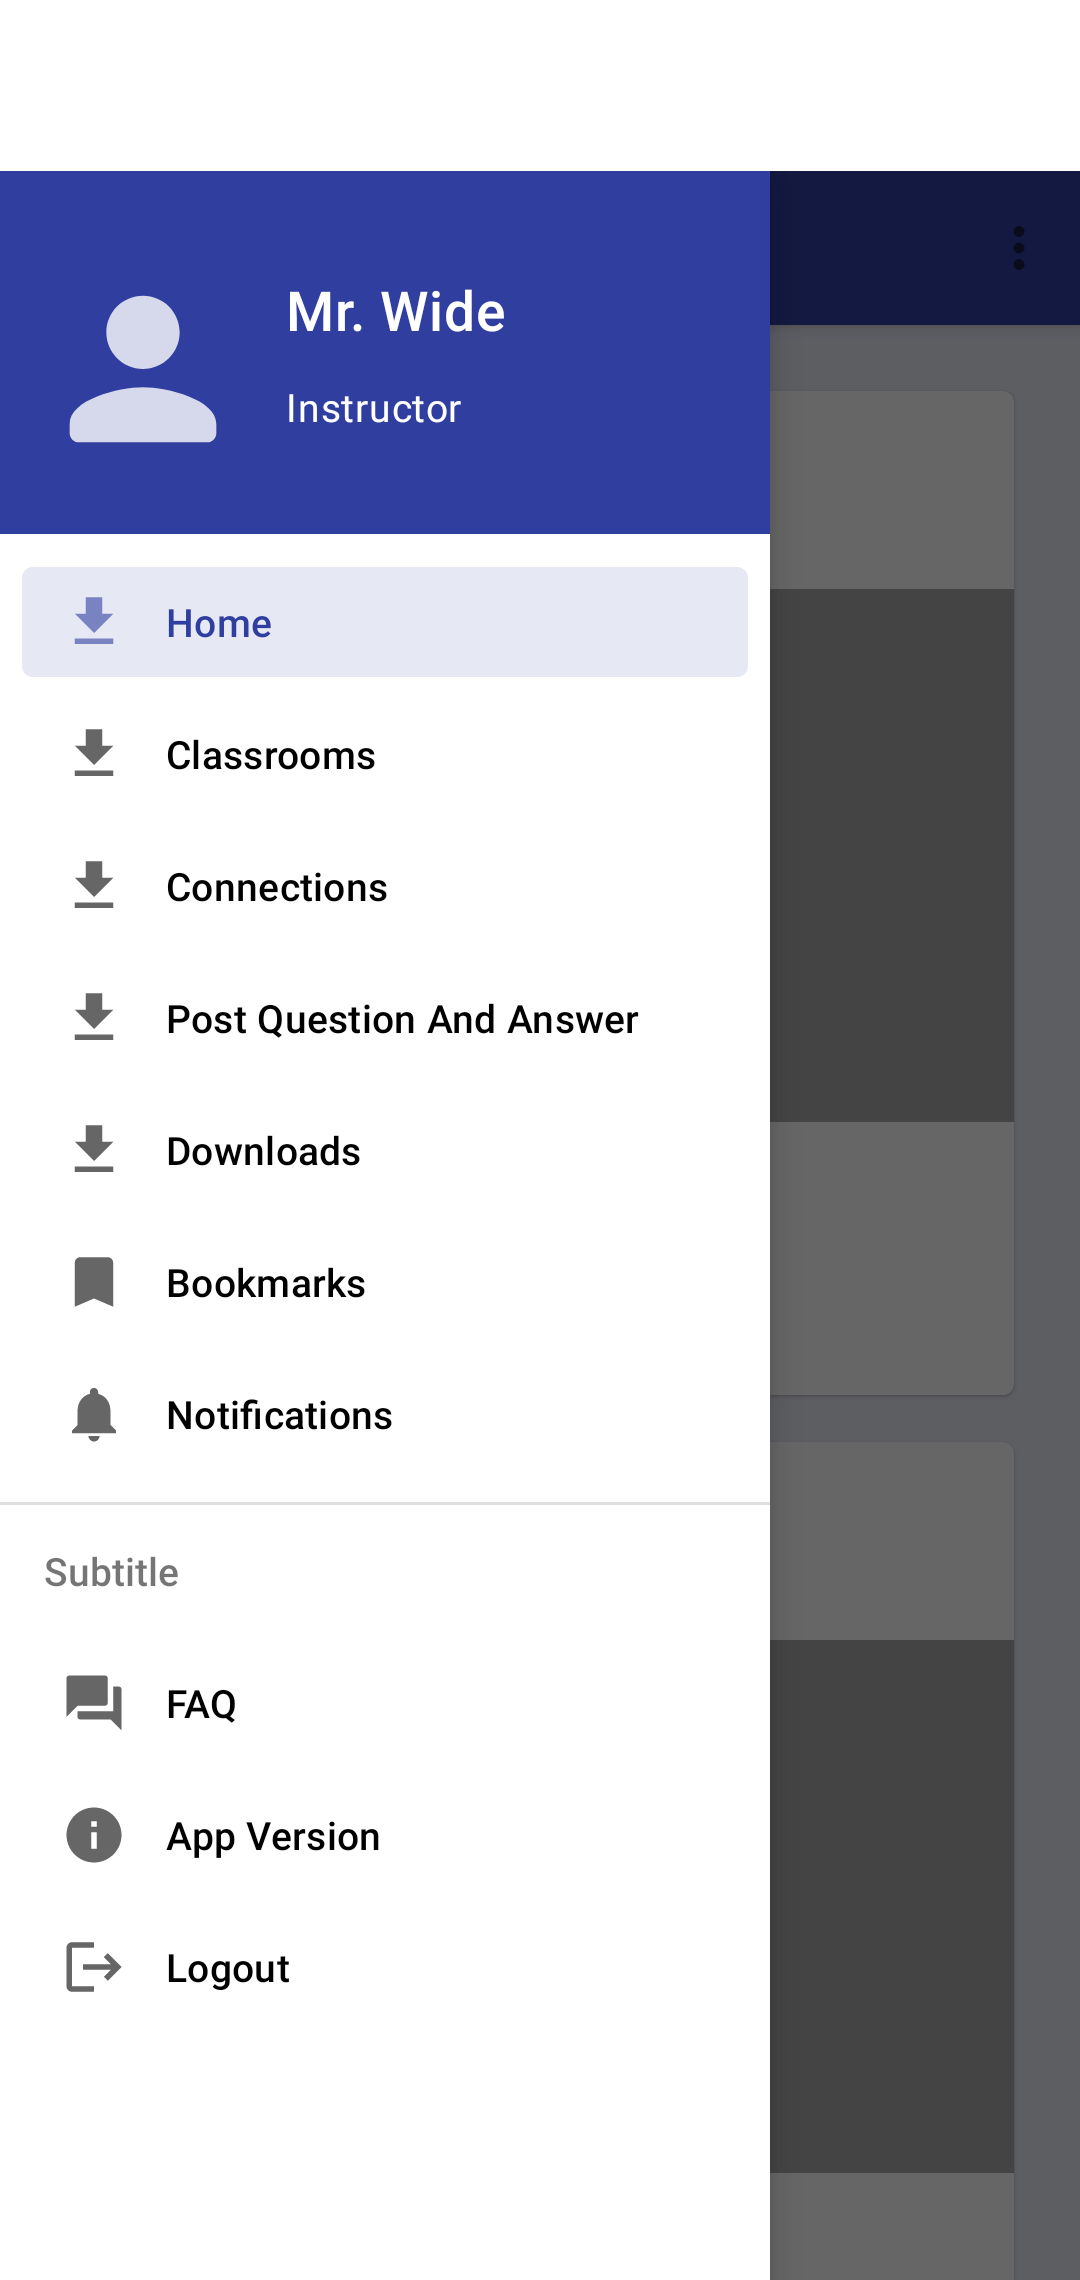 Mr. Wide
Instructor
Home
Classrooms
Connections
Post Question And Answer
Downloads
Bookmarks
Notifications
Subtitle
FAQ
App Version
Logout